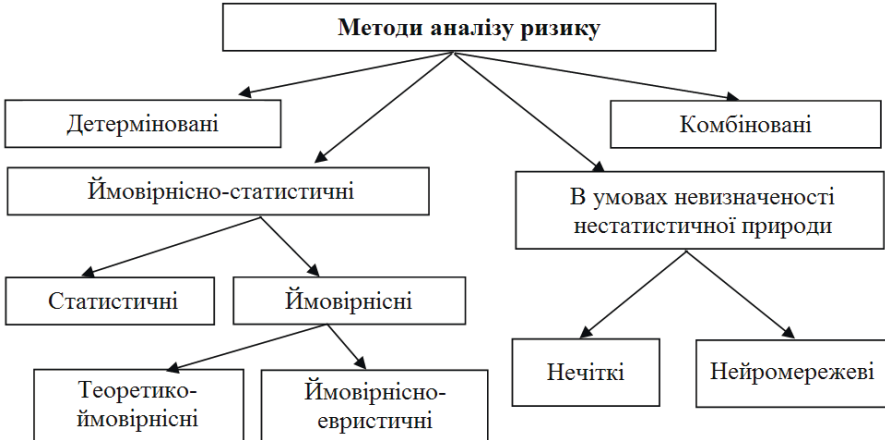 Методи аналізу ризику
Детерміновані
Комбіновані
Ймовірнісно-статистичні
В умовах невизначеності
нестатистичної природи
Статистичні
Ймовірнісні
Нечіткі
Нейромережеві
Теоретико-
ймовірнісні
Ймовірнісно-
евристичні